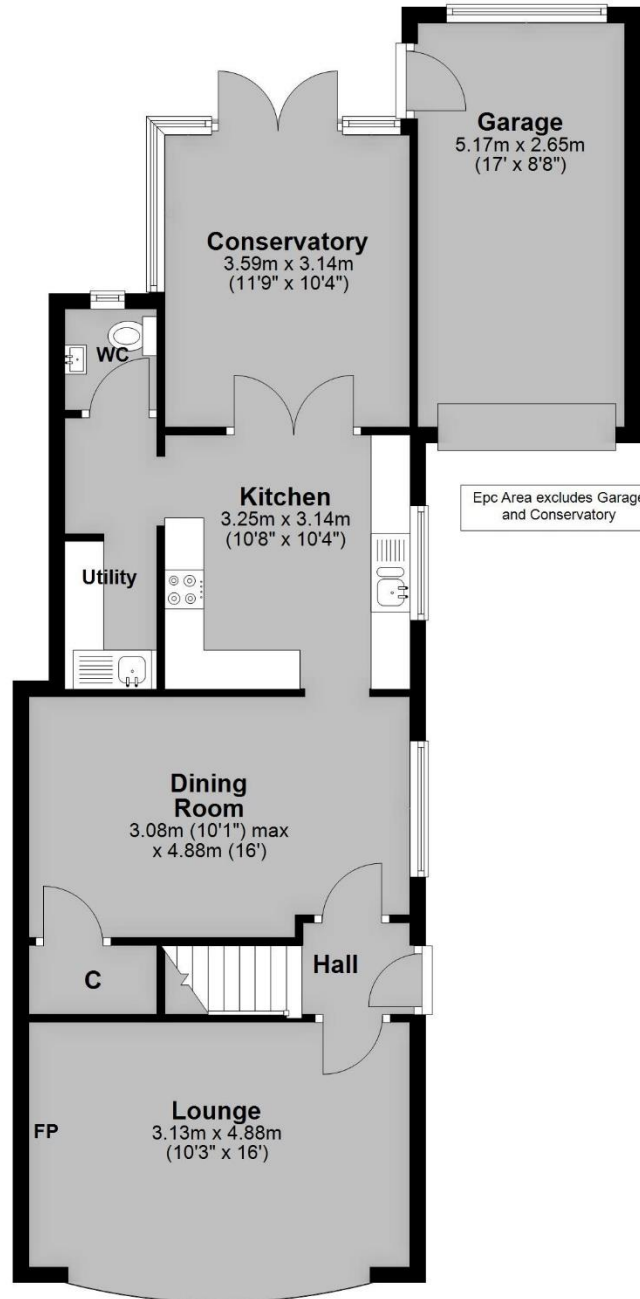 Garage
5.17m x 2.65m
(17' x 8'8")
Conservatory
3.59m x 3.14m
(11'9" x 10'4")
WC
Kitchen
3.25m x 3.14m
(10'8" x 10'4")
Epc Area excludes Garage
and Conservatory
Utility
Dining
Room
3.08m (10'1") max
x 4.88m (16')
Hall
C
Lounge
3.13m x 4.88m
(10'3" x 16')
FP